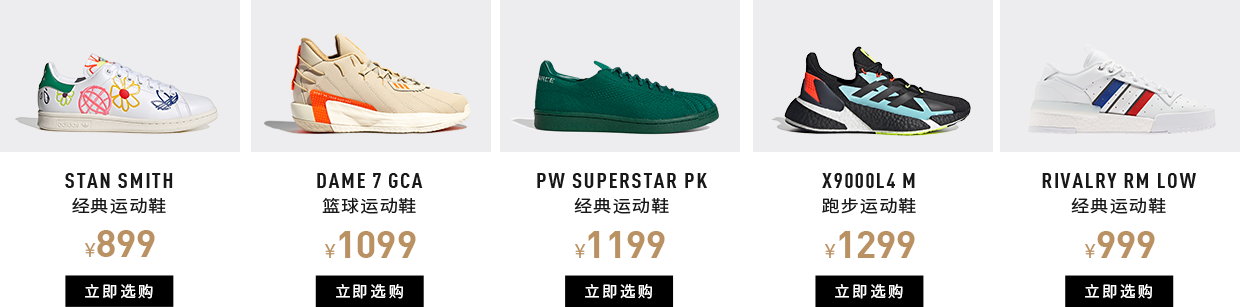 STAN SMITH
经典运动鞋
¥899
立即选购
DAME 7 GCA
篮球运动鞋
¥1099
立即选购
PW SUPERSTAR PK
经典运动鞋
¥1199
立即选购
X9000L4 M
跑步运动鞋
¥1299
立即选购
RIVALRY RM LOW
经典运动鞋
¥999
立即选购